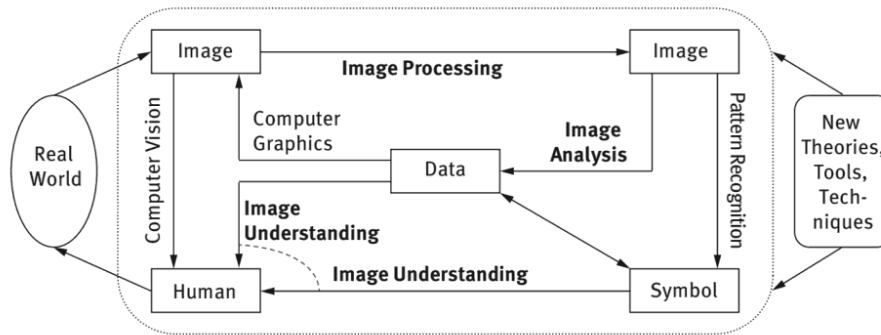 Image
Image
Image Processing
Computer Vision
Computer
Graphics
Image
Analysis
Pattern Recognition
Real
World
Data
New
Theories,
Tools,
Tech-
niques
Image
Understanding
Image Understanding
Human
Symbol